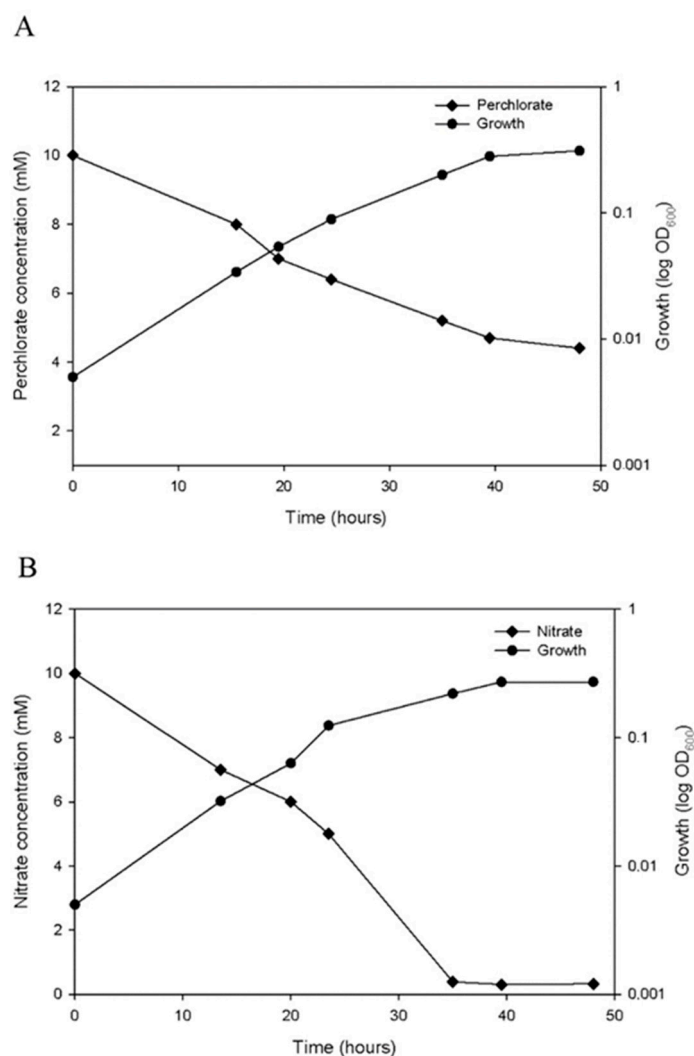 A
12
10
8
6
4
2
Perchlorate concentration (mM)
Perchlorate
Growth
1
0.1
0.01
0.001
Growth (log OD600)
0
10
20
30
40
50
Time (hours)
B
12
10
8
6
4
2
0
Nitrate concentration (mM)
Nitrate
Growth
1
0.1
0.01
0.001
Growth (log OD600)
0
10
20
30
40
50
Time (hours)